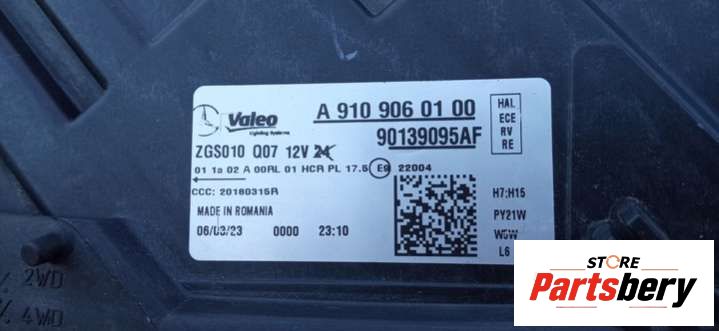 Valeo
Lighting Systems
A 910 906 01 00
90139095AF
HAL
ECE
RV
RE
ZGS010 Q07 12V 24
01 1a 02 A 00RL 01 HCR PL 17.5 E9 22004
CCC: 20180315R
MADE IN ROMANIA
06/03/23 0000 23:10
H7;H15
PY21W
W5W
L6
2WD
4WD
STORE
Partsbery